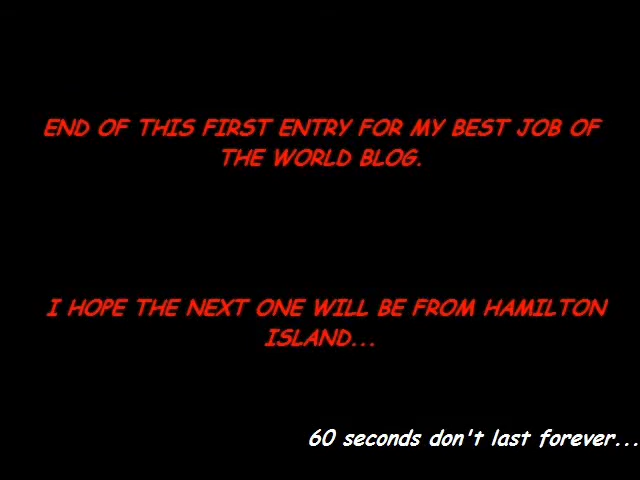 END OF THIS FIRST ENTRY FOR MY BEST JOB OF
THE WORLD BLOG.
I HOPE THE NEXT ONE WILL BE FROM HAMILTON
ISLAND...
60 seconds don't last forever...